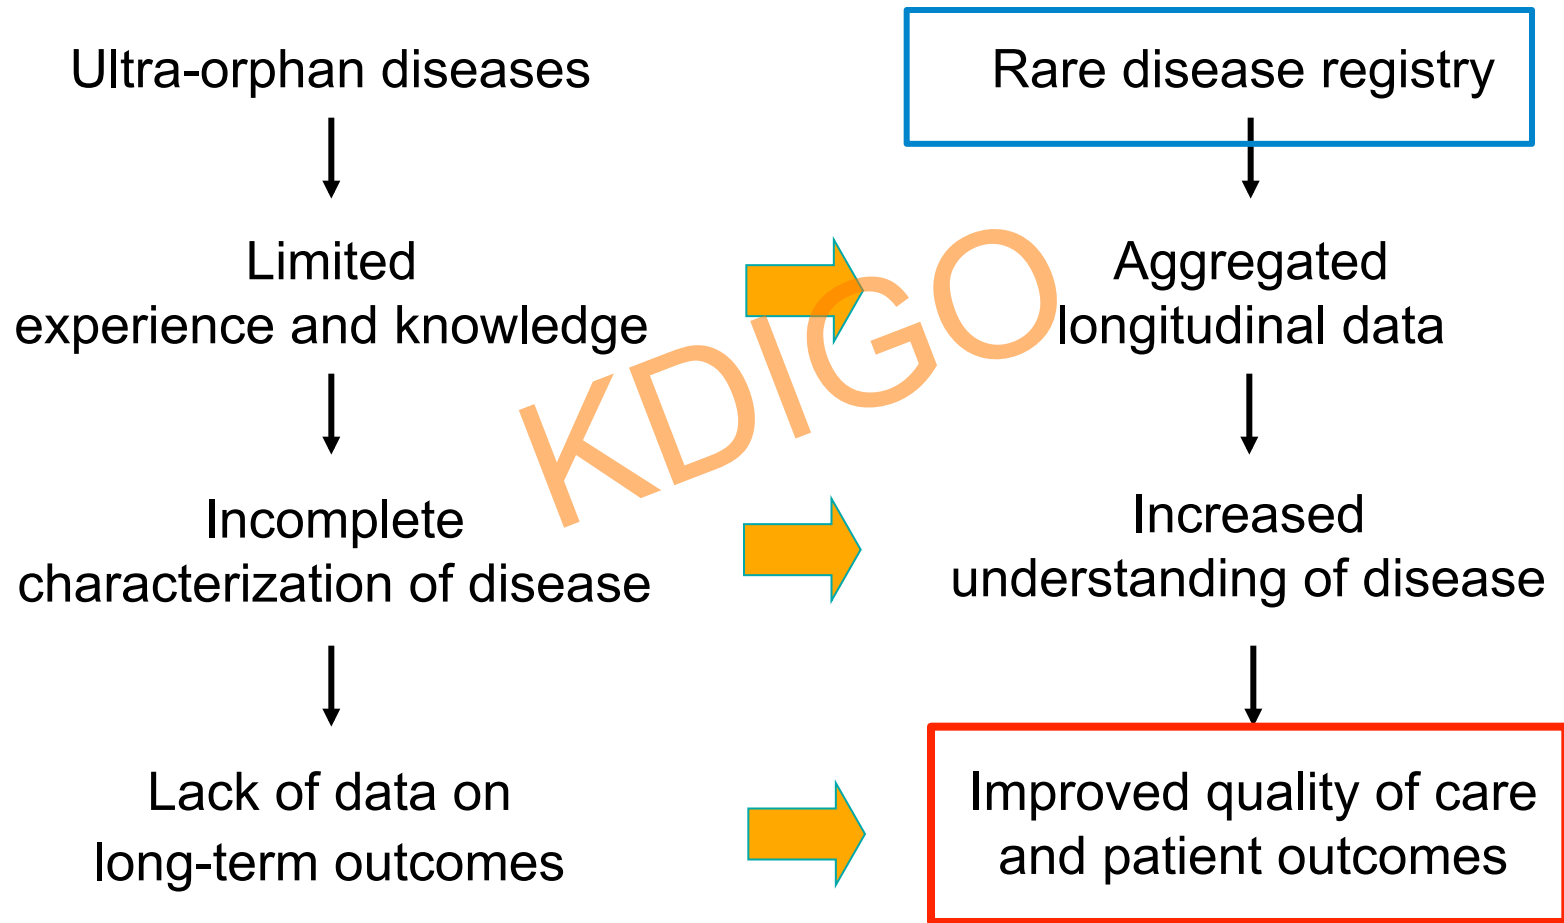 Ultra-orphan diseases
Rare disease registry
Limited
experience and knowledge
Aggregated
longitudinal data
KDIGO
Incomplete
characterization of disease
Increased
understanding of disease
Lack of data on
long-term outcomes
Improved quality of care
and patient outcomes